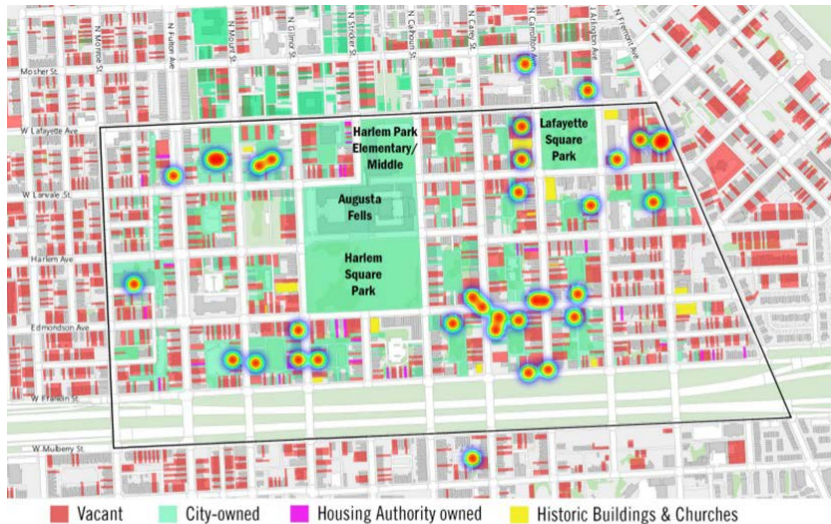 N Monroe St.
N Fulton Ave
N Mount St.
N Gilmor St.
N Stricker St.
N Calhoun St.
N Carey St.
N Carrollton Ave
N Arlington Ave
N Fremont Ave
Mosher St.
W Lafayette Ave
W Lanvale St.
Harlem Ave
Edmondson Ave
W Franklin St.
W Mulberry St.
Harlem Park
Elementary/
Middle
Augusta
Fells
Harlem
Square
Park
Lafayette
Square
Park
Vacant
City-owned
Housing Authority owned
Historic Buildings & Churches